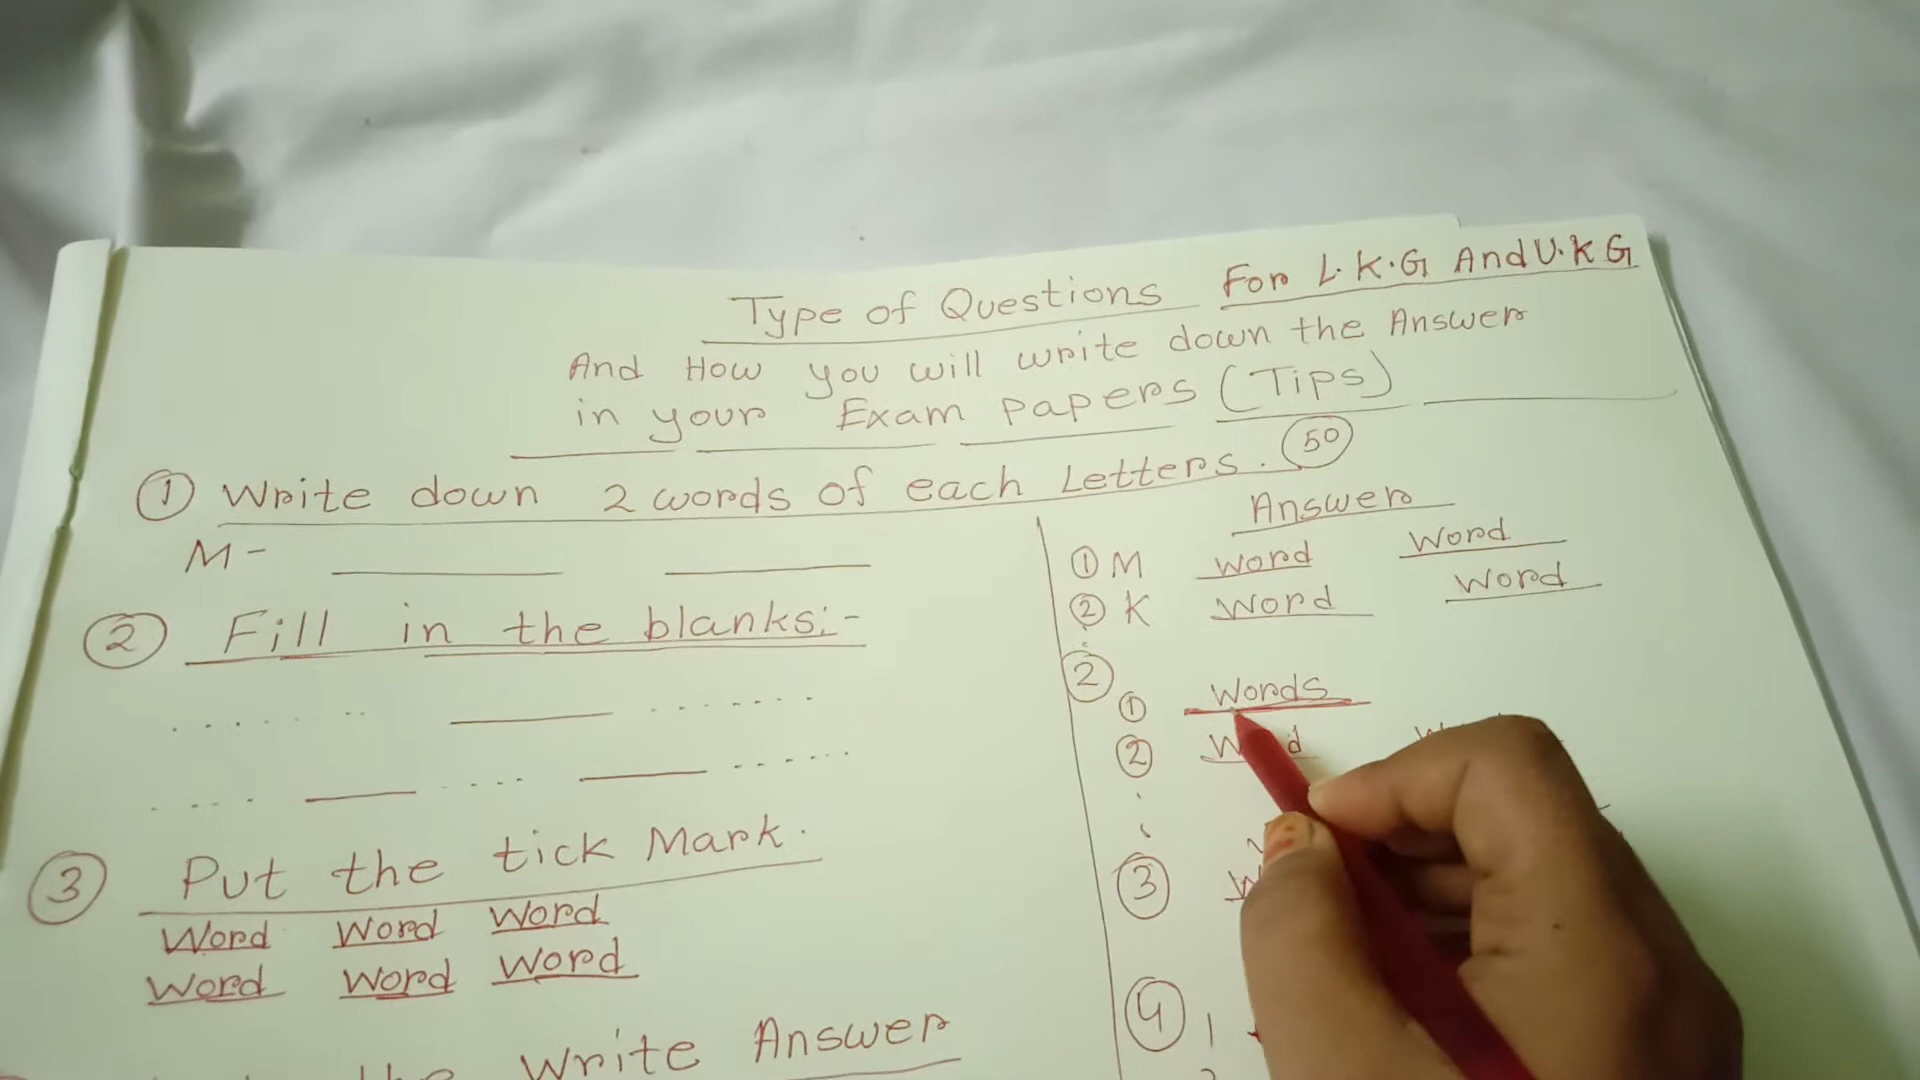 Type of Questions For L.K.G And U.K G
And How you will write down the Answer
in your Exam papers (Tips)
① Write down 2 words of each Letters. 50
M -
② Fill in the blanks:-
③ Put the tick Mark.
Word Word Word
Word Word Word
Write Answer
Answer
① M Word Word
② K Word Word
②
① Words
②
③
④ 1